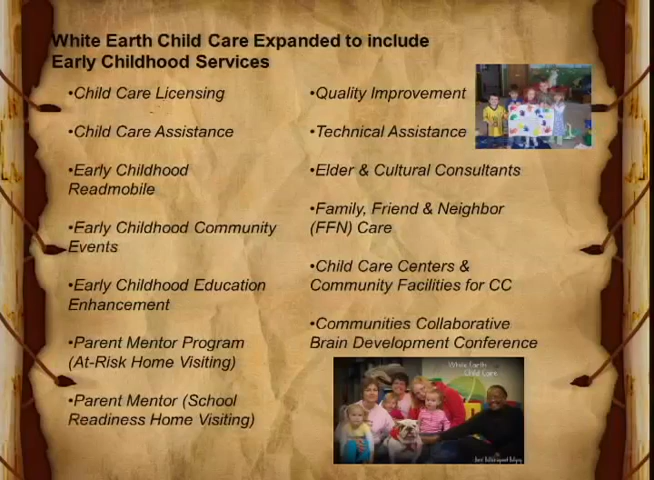 White Earth Child Care Expanded to include
Early Childhood Services
•Child Care Licensing
•Child Care Assistance
•Early Childhood
Readmobile
•Early Childhood Community
Events
•Early Childhood Education
Enhancement
•Parent Mentor Program
(At-Risk Home Visiting)
•Parent Mentor (School
Readiness Home Visiting)
•Quality Improvement
•Technical Assistance
•Elder & Cultural Consultants
•Family, Friend & Neighbor
(FFN) Care
•Child Care Centers &
Community Facilities for CC
•Communities Collaborative
Brain Development Conference
White Earth
Child Care